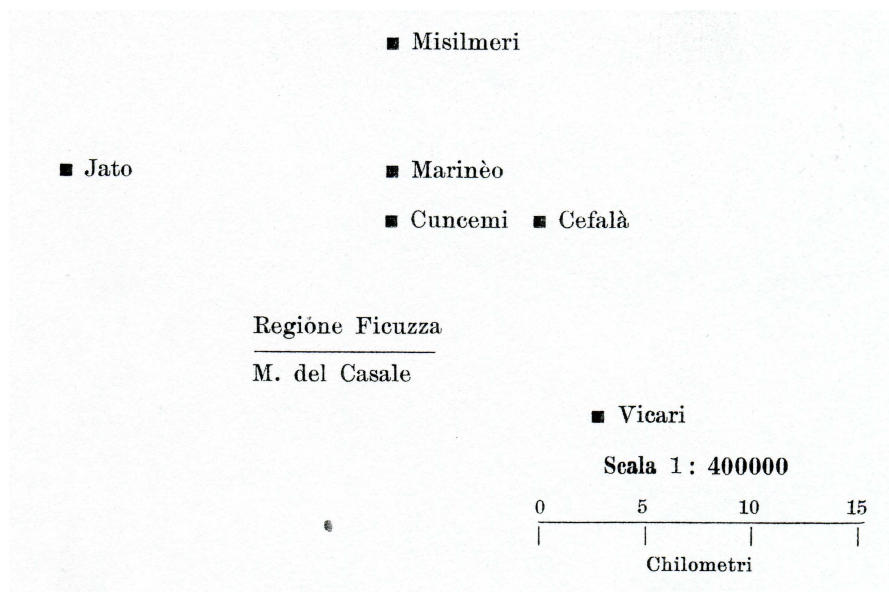 Misilmeri
Jato
Marinèo
Cuncemi
Cefalà
Regióne Ficuzza
M. del Casale
Vicari
Scala 1 : 400000
0 5 10 15
Chilometri